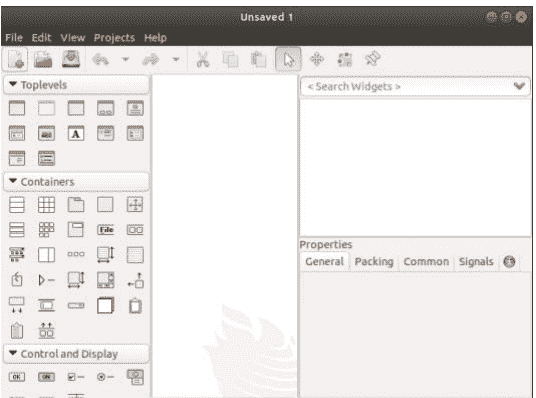 Unsaved 1
File Edit View Projects Help
Toplevels
< Search Widgets >
A
Containers
File
Properties
General Packing Common Signals
Control and Display
OK ON